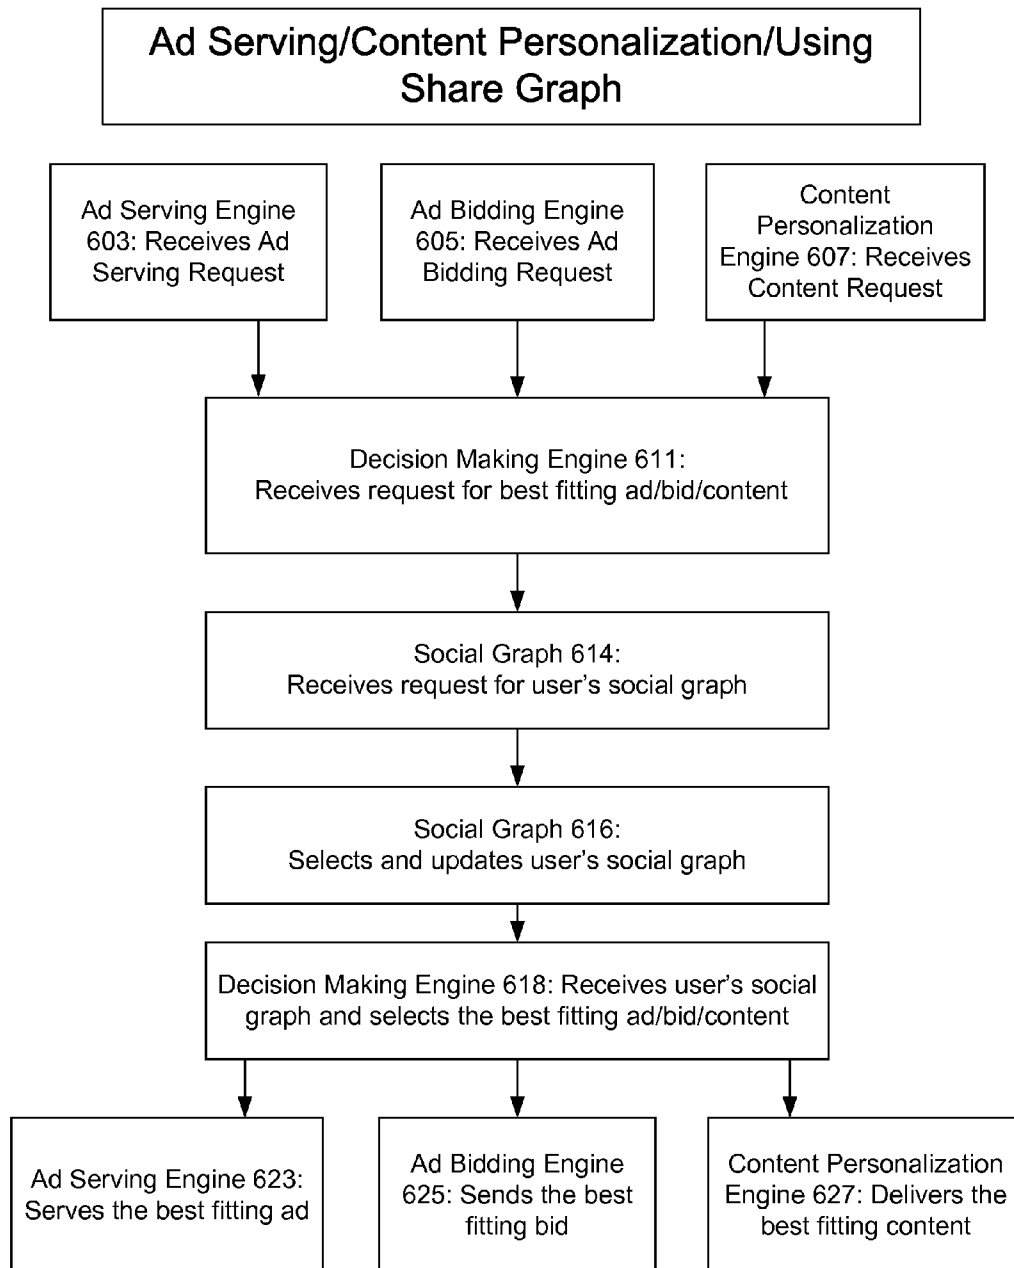 Ad Serving/Content Personalization/Using
Share Graph
Ad Serving Engine
603: Receives Ad
Serving Request
Ad Bidding Engine
605: Receives Ad
Bidding Request
Content
Personalization
Engine 607: Receives
Content Request
Decision Making Engine 611:
Receives request for best fitting ad/bid/content
Social Graph 614:
Receives request for user's social graph
Social Graph 616:
Selects and updates user's social graph
Decision Making Engine 618: Receives user's social
graph and selects the best fitting ad/bid/content
Ad Serving Engine 623:
Serves the best fitting ad
Ad Bidding Engine
625: Sends the best
fitting bid
Content Personalization
Engine 627: Delivers the
best fitting content